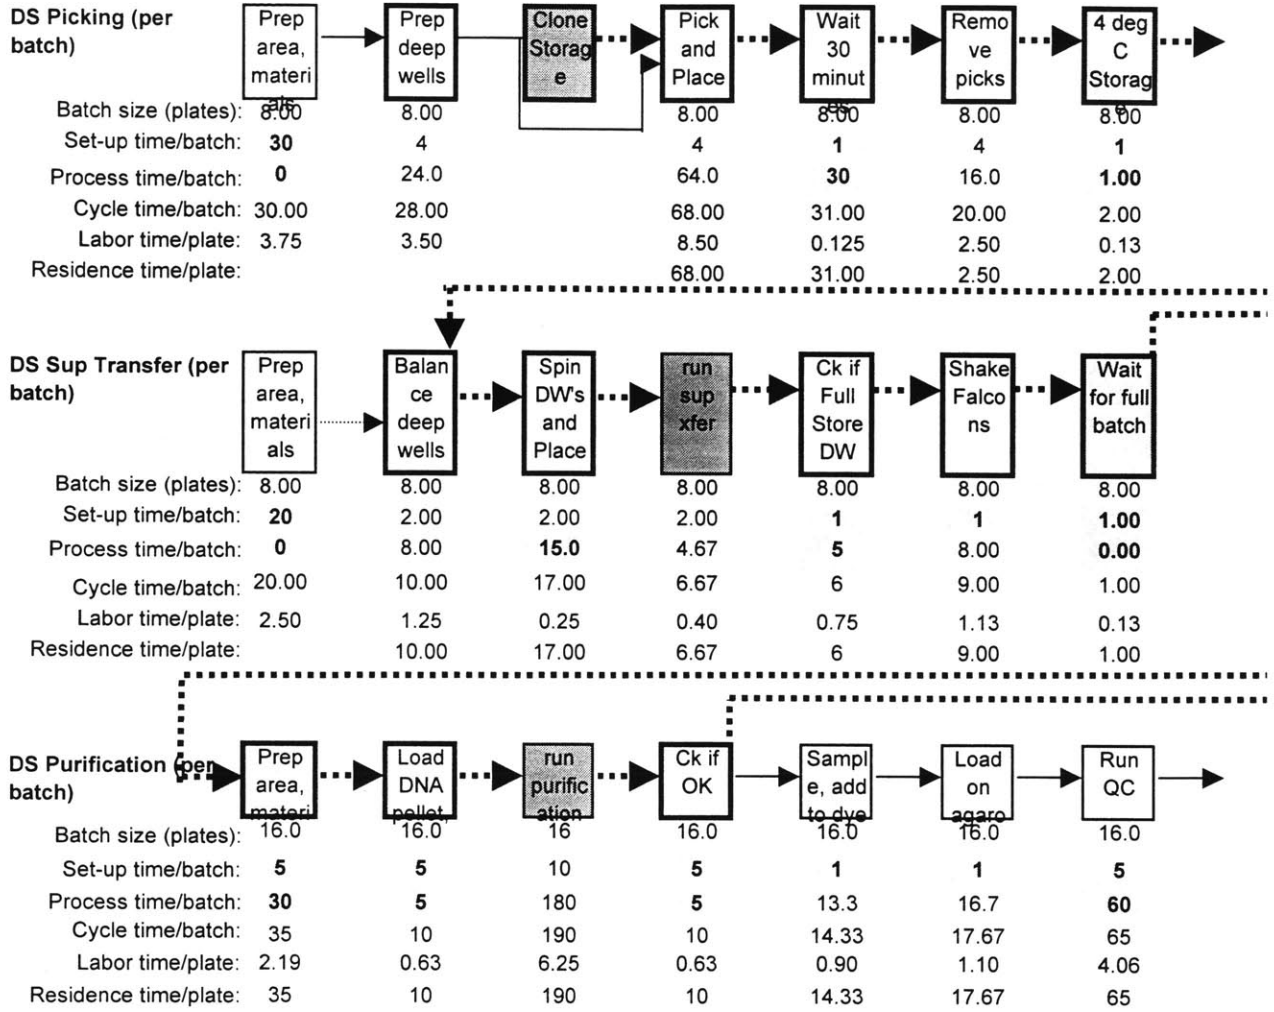 DS Picking (per
batch)
Prep
area,
materi
als
Prep
deep
wells
Clone
Storag
e
Pick
and
Place
Wait
30
minut
es
Remo
ve
picks
4 deg
C
Storag
e
Batch size (plates): 8.00 8.00 8.00 8.00 8.00 8.00
Set-up time/batch: 30 4 4 1 4 1
Process time/batch: 0 24.0 64.0 30 16.0 1.00
Cycle time/batch: 30.00 28.00 68.00 31.00 20.00 2.00
Labor time/plate: 3.75 3.50 8.50 0.125 2.50 0.13
Residence time/plate: 68.00 31.00 2.50 2.00
DS Sup Transfer (per
batch)
Prep
area,
materi
als
Balan
ce
deep
wells
Spin
DW's
and
Place
run
sup
xfer
Ck if
Full
Store
DW
Shake
Falco
ns
Wait
for full
batch
Batch size (plates): 8.00 8.00 8.00 8.00 8.00 8.00 8.00
Set-up time/batch: 20 2.00 2.00 2.00 1 1 1.00
Process time/batch: 0 8.00 15.0 4.67 5 8.00 0.00
Cycle time/batch: 20.00 10.00 17.00 6.67 6 9.00 1.00
Labor time/plate: 2.50 1.25 0.25 0.40 0.75 1.13 0.13
Residence time/plate: 10.00 17.00 6.67 6 9.00 1.00
DS Purification (per
batch)
Prep
area,
materi
Load
DNA
pellet,
run
purific
ation
Ck if
OK
Sampl
e, add
to dye
Load
on
agaro
Run
QC
Batch size (plates): 16.0 16.0 16 16.0 16.0 16.0 16.0
Set-up time/batch: 5 5 10 5 1 1 5
Process time/batch: 30 5 180 5 13.3 16.7 60
Cycle time/batch: 35 10 190 10 14.33 17.67 65
Labor time/plate: 2.19 0.63 6.25 0.63 0.90 1.10 4.06
Residence time/plate: 35 10 190 10 14.33 17.67 65